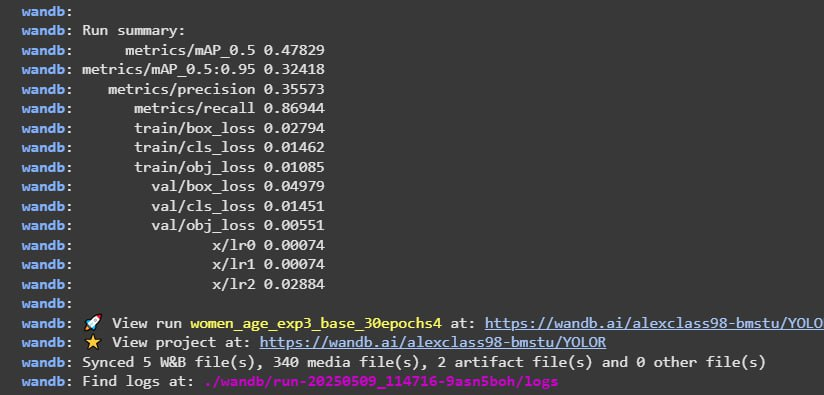 wandb:
wandb: Run summary:
wandb: metrics/mAP_0.5 0.47829
wandb: metrics/mAP_0.5:0.95 0.32418
wandb: metrics/precision 0.35573
wandb: metrics/recall 0.86944
wandb: train/box_loss 0.02794
wandb: train/cls_loss 0.01462
wandb: train/obj_loss 0.01085
wandb: val/box_loss 0.04979
wandb: val/cls_loss 0.01451
wandb: val/obj_loss 0.00551
wandb: x/lr0 0.00074
wandb: x/lr1 0.00074
wandb: x/lr2 0.02884
wandb:
wandb: 🚀 View run women_age_exp3_base_30epochs4 at: https://wandb.ai/alexclass98-bmstu/YOLO
wandb: ⭐ View project at: https://wandb.ai/alexclass98-bmstu/YOLOR
wandb: Synced 5 W&B file(s), 340 media file(s), 2 artifact file(s) and 0 other file(s)
wandb: Find logs at: ./wandb/run-20250509_114716-9asn5boh/logs